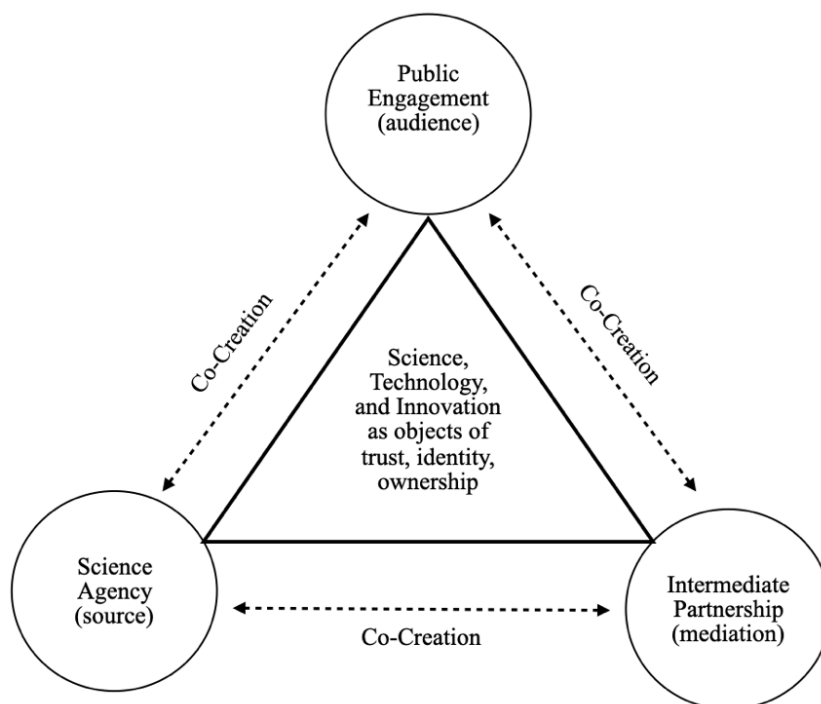 Public
Engagement
(audience)
Co-Creation
Co-Creation
Science,
Technology,
and Innovation
as objects of
trust, identity,
ownership
Science
Agency
(source)
Intermediate
Partnership
(mediation)
Co-Creation